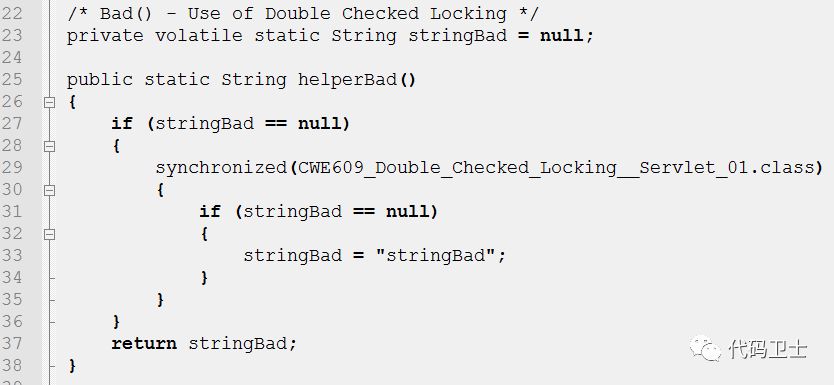 22 /* Bad() - Use of Double Checked Locking */
23 private volatile static String stringBad = null;
24
25 public static String helperBad()
26 {
27 if (stringBad == null)
28 {
29 synchronized(CWE609_Double_Checked_Locking__Servlet_01.class)
30 {
31 if (stringBad == null)
32 {
33 stringBad = "stringBad";
34 }
35 }
36 }
37 return stringBad;
38 }
代码卫士